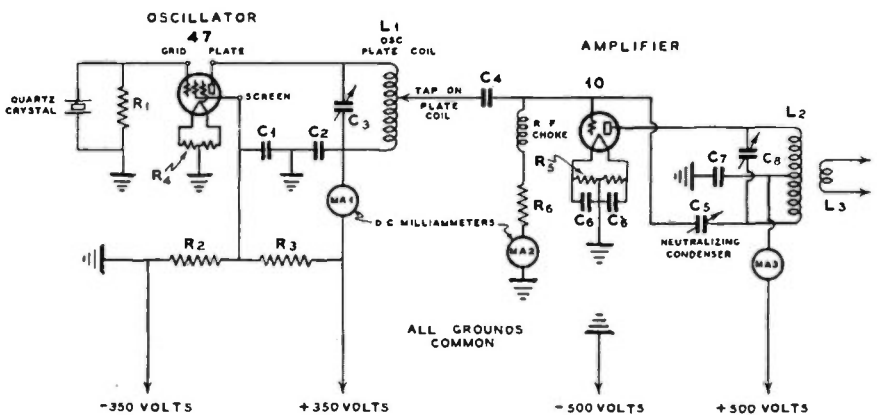 OSCILLATOR
47
GRID PLATE
L1
OSC
PLATE COIL
AMPLIFIER
QUARTZ
CRYSTAL
R1
SCREEN
C3
TAP ON
PLATE
COIL
C4
10
L2
R4
C1
C2
R F
CHOKE
R5
C7
C8
L3
MA1
D.C MILLIAMMETERS
R6
C6
C6
C5
NEUTRALIZING
CONDENSER
R2
R3
MA2
MA3
ALL GROUNDS
COMMON
-350 VOLTS
+350 VOLTS
-500 VOLTS
+500 VOLTS